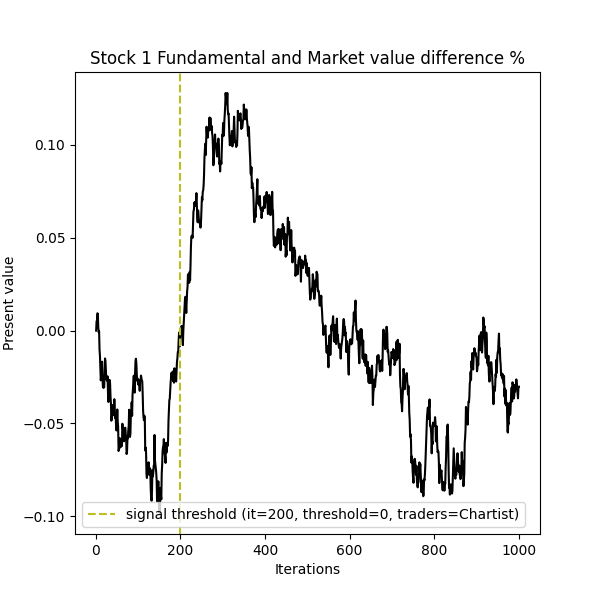 Stock 1 Fundamental and Market value difference %
Present value
0.10
0.05
0.00
−0.05
−0.10
signal threshold (it=200, threshold=0, traders=Chartist)
0 200 400 600 800 1000
Iterations